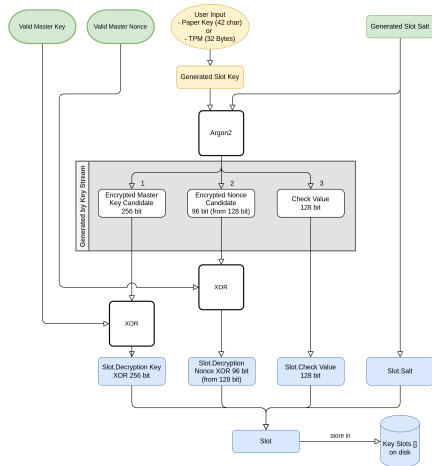 Valid Master Key
Valid Master Nonce
User Input
- Paper Key (42 char)
or
- TPM (32 Bytes)
Generated Slot Salt
Generated Slot Key
Argon2
Generated by Key Stream
1
2
3
Encrypted Master
Key Candidate
256 bit
Encrypted Nonce
Candidate
96 bit (from 128 bit)
Check Value
128 bit
XOR
XOR
Slot.Decryption Key
XOR 256 bit
Slot.Decryption
Nonce XOR 96 bit
(from 128 bit)
Slot.Check Value
128 bit
Slot.Salt
Slot
store in
Key Slots []
on disk